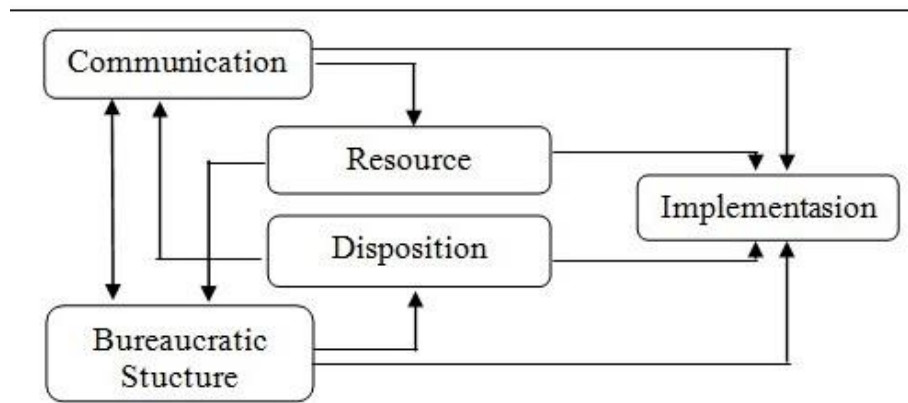 Communication
Resource
Implementasion
Disposition
Bureaucratic
Stucture